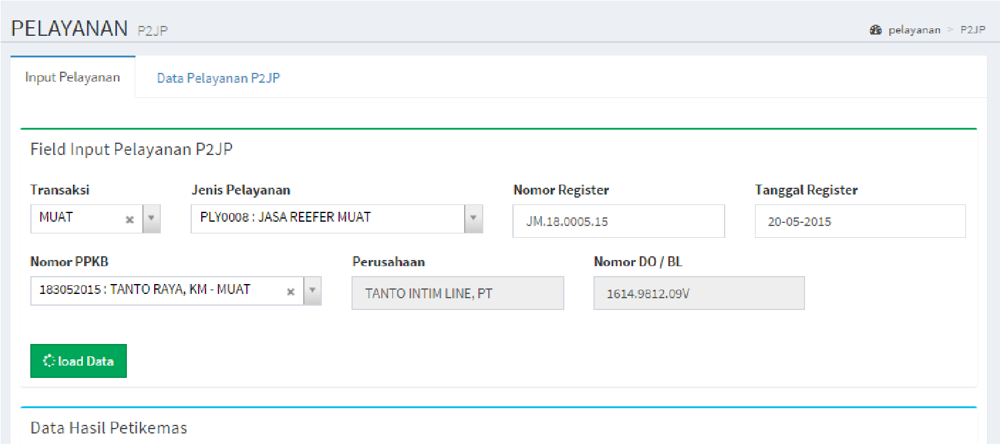 PELAYANAN P2JP
pelayanan > P2JP
Input Pelayanan Data Pelayanan P2JP
Field Input Pelayanan P2JP
Transaksi Jenis Pelayanan Nomor Register Tanggal Register
MUAT PLY0008 : JASA REEFER MUAT JM.18.0005.15 20-05-2015
Nomor PPKB Perusahaan Nomor DO / BL
183052015 : TANTO RAYA, KM - MUAT TANTO INTIM LINE, PT 1614.9812.09V
load Data
Data Hasil Petikemas